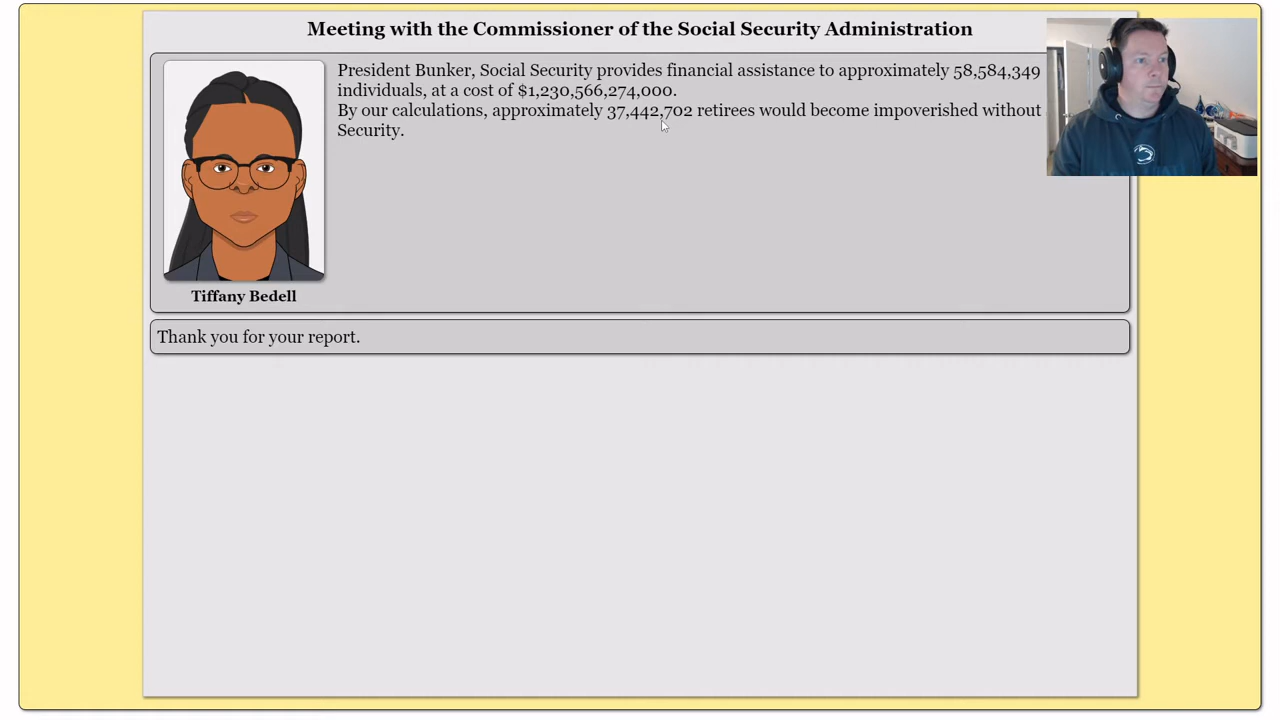 Meeting with the Commissioner of the Social Security Administration
President Bunker, Social Security provides financial assistance to approximately 58,584,349
individuals, at a cost of $1,230,566,274,000.
By our calculations, approximately 37,442,702 retirees would become impoverished without
Security.
Tiffany Bedell
Thank you for your report.